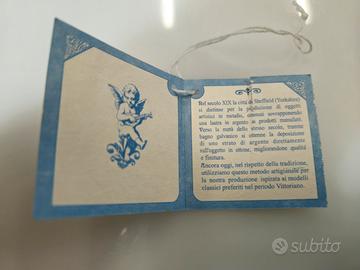 Nel secolo XIX la città di Sheffield (Yorkshire)
si distinse per la produzione di oggetti
artistici in metallo, ottenuti sovrapponendo
una lastra in argento ai prodotti manufatti.
Verso la metà dello stesso secolo, tramite
bagno galvanico si ottenne la deposizione
di uno strato di argento direttamente
sull'oggetto in ottone, migliorandone qualità
e finitura.
Ancora oggi, nel rispetto della tradizione,
utilizziamo questo metodo artigianale per
la nostra produzione ispirata ai modelli
classici preferiti nel periodo Vittoriano.
subito